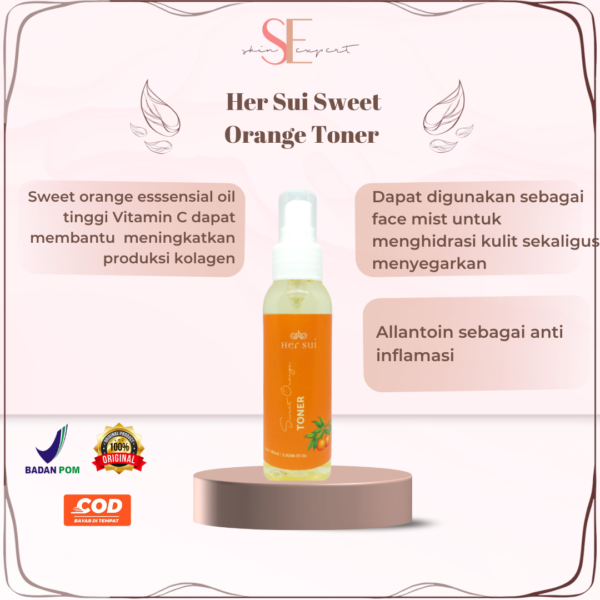 SE
skin expert
Her Sui Sweet
Orange Toner
Sweet orange esssensial oil
tinggi Vitamin C dapat
membantu meningkatkan
produksi kolagen
Dapat digunakan sebagai
face mist untuk
menghidrasi kulit sekaligus
menyegarkan
Allantoin sebagai anti
inflamasi
Her Sui
Sweet Orange
TONER
BADAN POM
ORIGINAL PRODUCT
100%
ORIGINAL
COD
BAYAR DI TEMPAT